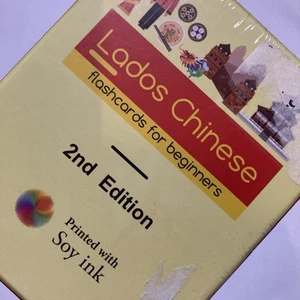 Lados Chinese
flashcards for beginners
2nd Edition
Printed with
Soy ink